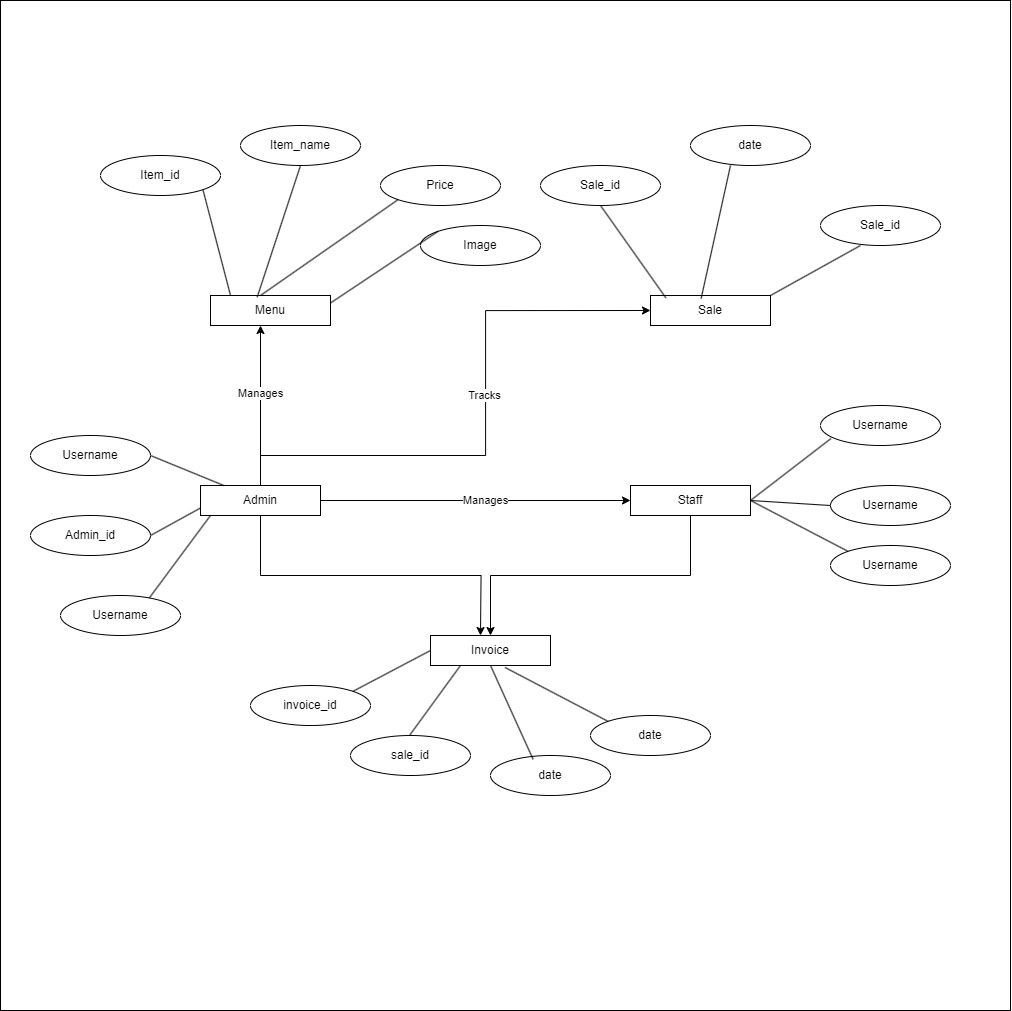 Item_name
date
Item_id
Price
Sale_id
Sale_id
Image
Menu
Sale
Manages
Tracks
Username
Username
Admin
Manages
Staff
Username
Admin_id
Username
Username
Invoice
invoice_id
date
sale_id
date